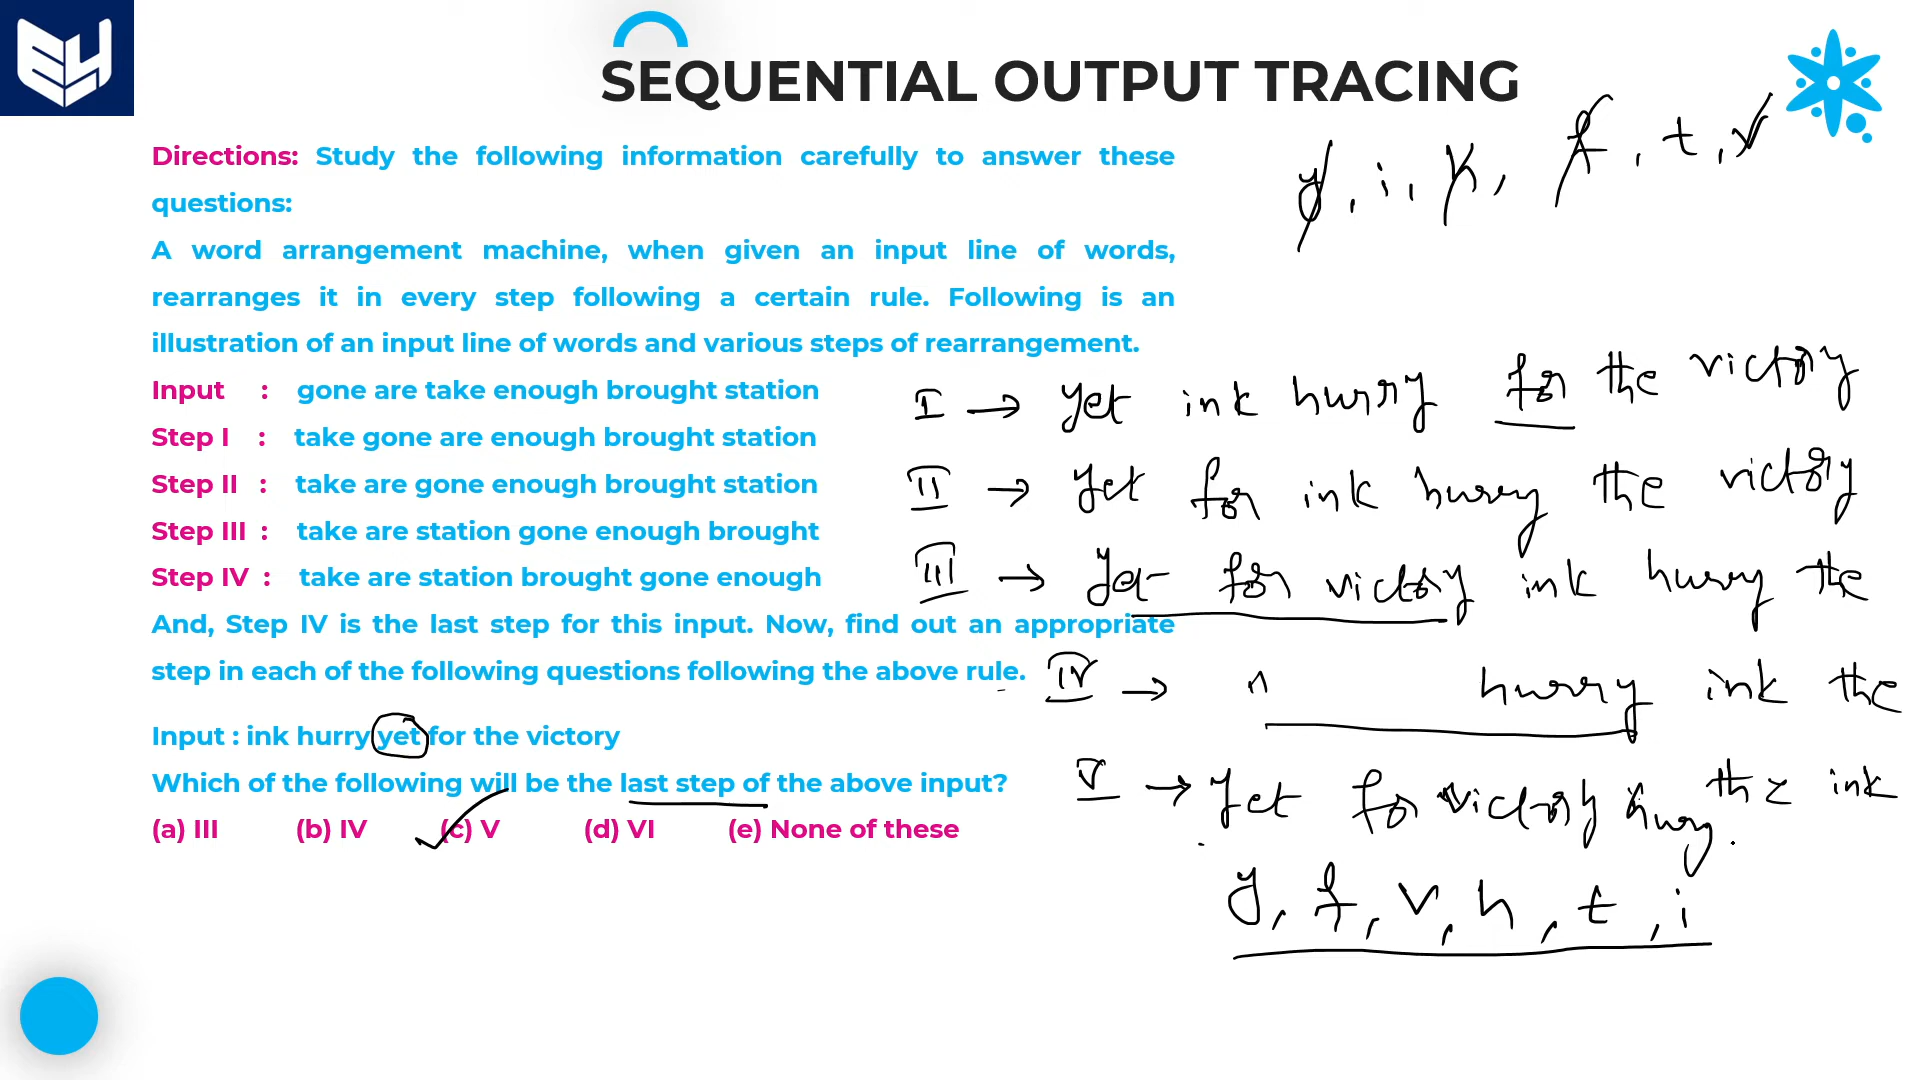 SEQUENTIAL OUTPUT TRACING
Directions: Study the following information carefully to answer these
questions:
A word arrangement machine, when given an input line of words,
rearranges it in every step following a certain rule. Following is an
illustration of an input line of words and various steps of rearrangement.
Input : gone are take enough brought station
Step I : take gone are enough brought station
Step II : take are gone enough brought station
Step III : take are station gone enough brought
Step IV : take are station brought gone enough
And, Step IV is the last step for this input. Now, find out an appropriate
step in each of the following questions following the above rule.
Input : ink hurry yet for the victory
Which of the following will be the last step of the above input?
(a) III (b) IV (c) V (d) VI (e) None of these
y, i, h, f, t, v
I → yet ink hurry for the victory
II → yet for ink hurry the victory
III → yet for victory ink hurry the
IV → hurry ink the
V → yet for victory hurry the ink
y, f, v, h, t, i